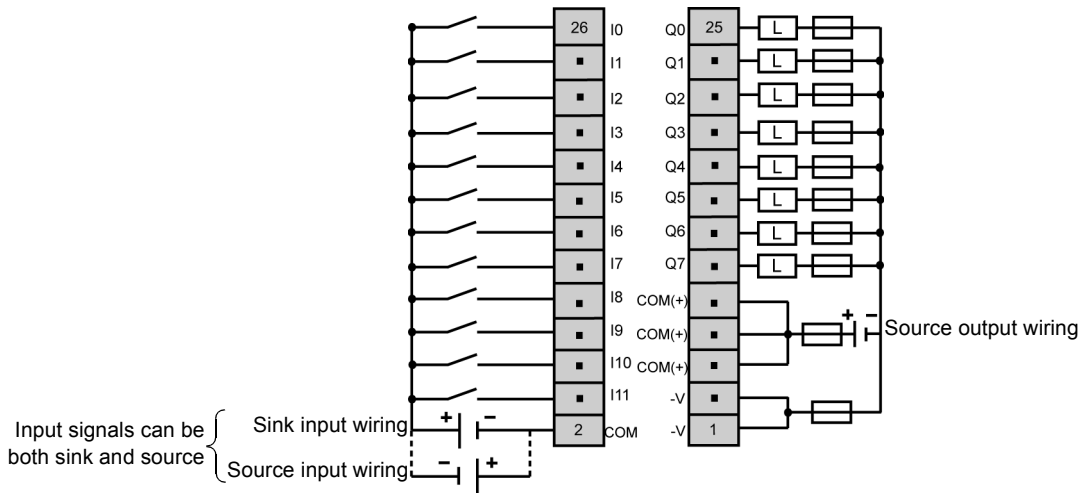 26 I0 Q0 25 L
I1 Q1 L
I2 Q2 L
I3 Q3 L
I4 Q4 L
I5 Q5 L
I6 Q6 L
I7 Q7 L
I8 COM(+)
I9 COM(+) + − Source output wiring
I10 COM(+)
I11 -V
Input signals can be
both sink and source
Sink input wiring + − 2 COM -V 1
Source input wiring − +